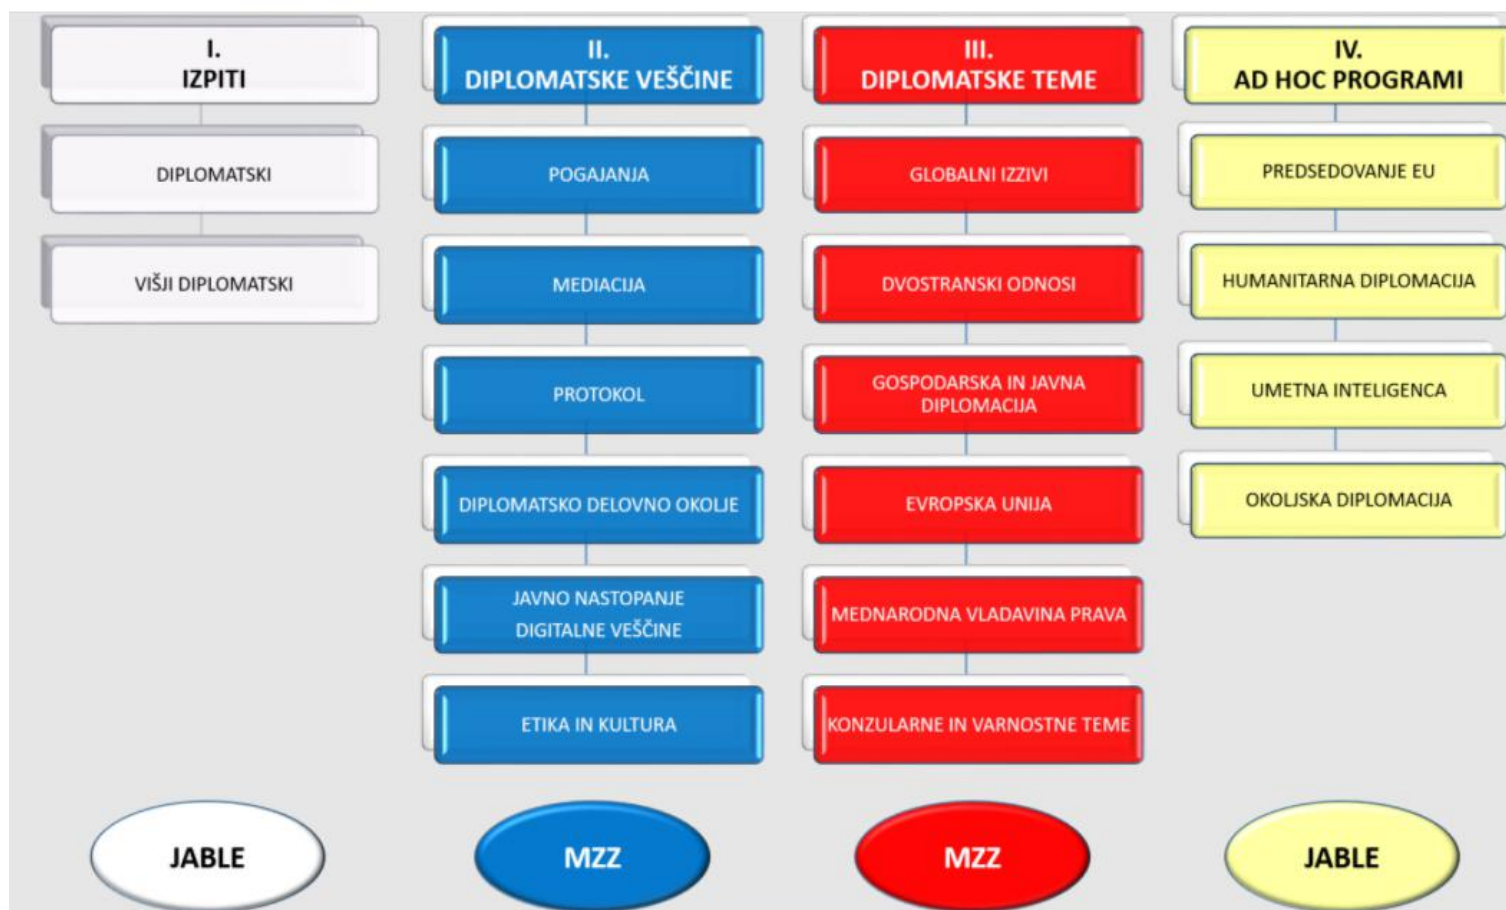 I.
IZPITI
DIPLOMATSKI
VIŠJI DIPLOMATSKI
JABLE
II.
DIPLOMATSKE VEŠČINE
POGAJANJA
MEDIACIJA
PROTOKOL
DIPLOMATSKO DELOVNO OKOLJE
JAVNO NASTOPANJE
DIGITALNE VEŠČINE
ETIKA IN KULTURA
MZZ
III.
DIPLOMATSKE TEME
GLOBALNI IZZIVI
DVOSTRANSKI ODNOSI
GOSPODARSKA IN JAVNA
DIPLOMACIJA
EVROPSKA UNIJA
MEDNARODNA VLADAVINA PRAVA
KONZULARNE IN VARNOSTNE TEME
MZZ
IV.
AD HOC PROGRAMI
PREDSEDOVANJE EU
HUMANITARNA DIPLOMACIJA
UMETNA INTELIGENCA
OKOLJSKA DIPLOMACIJA
JABLE